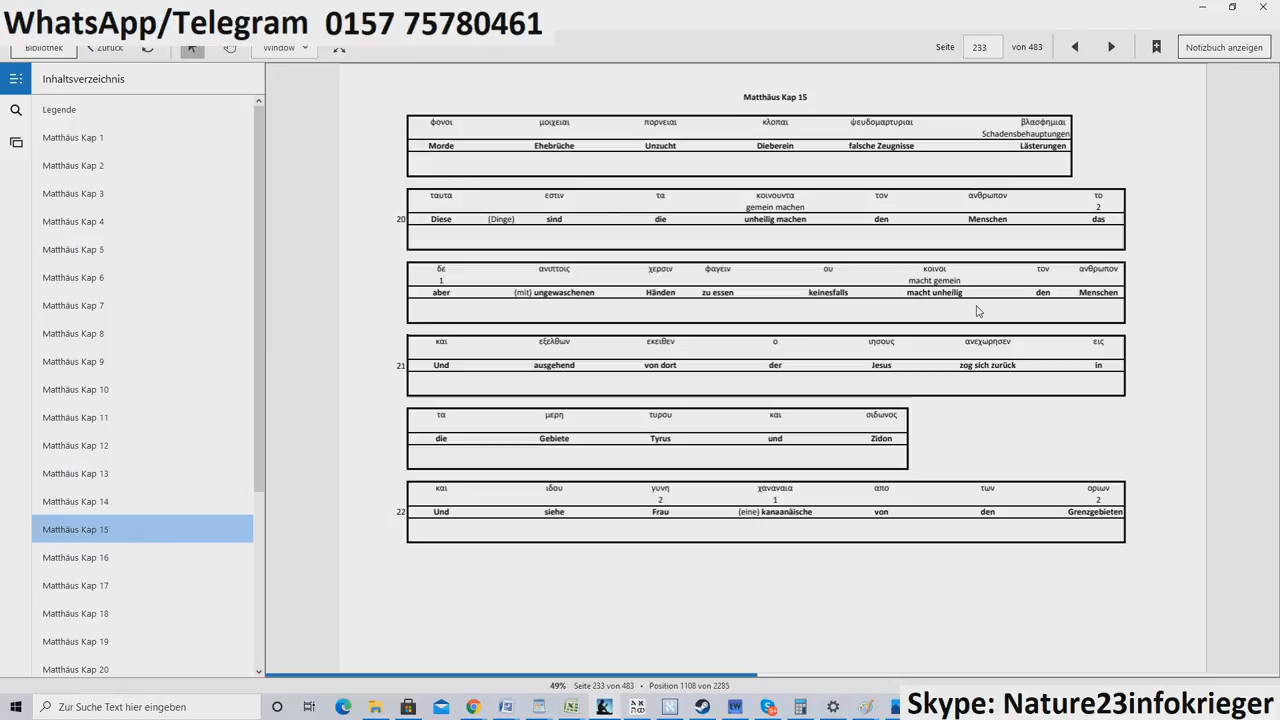 WhatsApp/Telegram 0157 75780461
Bibliothek Zurück Window Seite 233 von 483 Notizbuch anzeigen
Inhaltsverzeichnis
Legende
Matthäus Kap 1
Matthäus Kap 2
Matthäus Kap 3
Matthäus Kap 4
Matthäus Kap 5
Matthäus Kap 6
Matthäus Kap 7
Matthäus Kap 8
Matthäus Kap 9
Matthäus Kap 10
Matthäus Kap 11
Matthäus Kap 12
Matthäus Kap 13
Matthäus Kap 14
Matthäus Kap 15
Matthäus Kap 16
Matthäus Kap 17
Matthäus Kap 18
Matthäus Kap 19
Matthäus Kap 20
Matthäus Kap 15
φονοι μοιχειαι πορνειαι κλοπαι ψευδομαρτυριαι βλασφημιαι
Schadensbehauptungen
Morde Ehebrüche Unzucht Dieberein falsche Zeugnisse Lästerungen
ταυτα εστιν τα κοινουντα τον ανθρωπον το
gemein machen 2
20 Diese (Dinge) sind die unheilig machen den Menschen das
δε ανιπτοις χερσιν φαγειν ου κοινοι τον ανθρωπον
1 macht gemein
aber (mit) ungewaschenen Händen zu essen keinesfalls macht unheilig den Menschen
και εξελθων εκειθεν ο ιησους ανεχωρησεν εις
21 Und ausgehend von dort der Jesus zog sich zurück in
τα μερη τυρου και σιδωνος
die Gebiete Tyrus und Zidon
και ιδου γυνη χαναναια απο των οριων
2 1 2
22 Und siehe Frau (eine) kanaanäische von den Grenzgebieten
49% Seite 233 von 483 • Position 1108 von 2285
Zur Suche Text hier eingeben
Skype: Nature23infokrieger